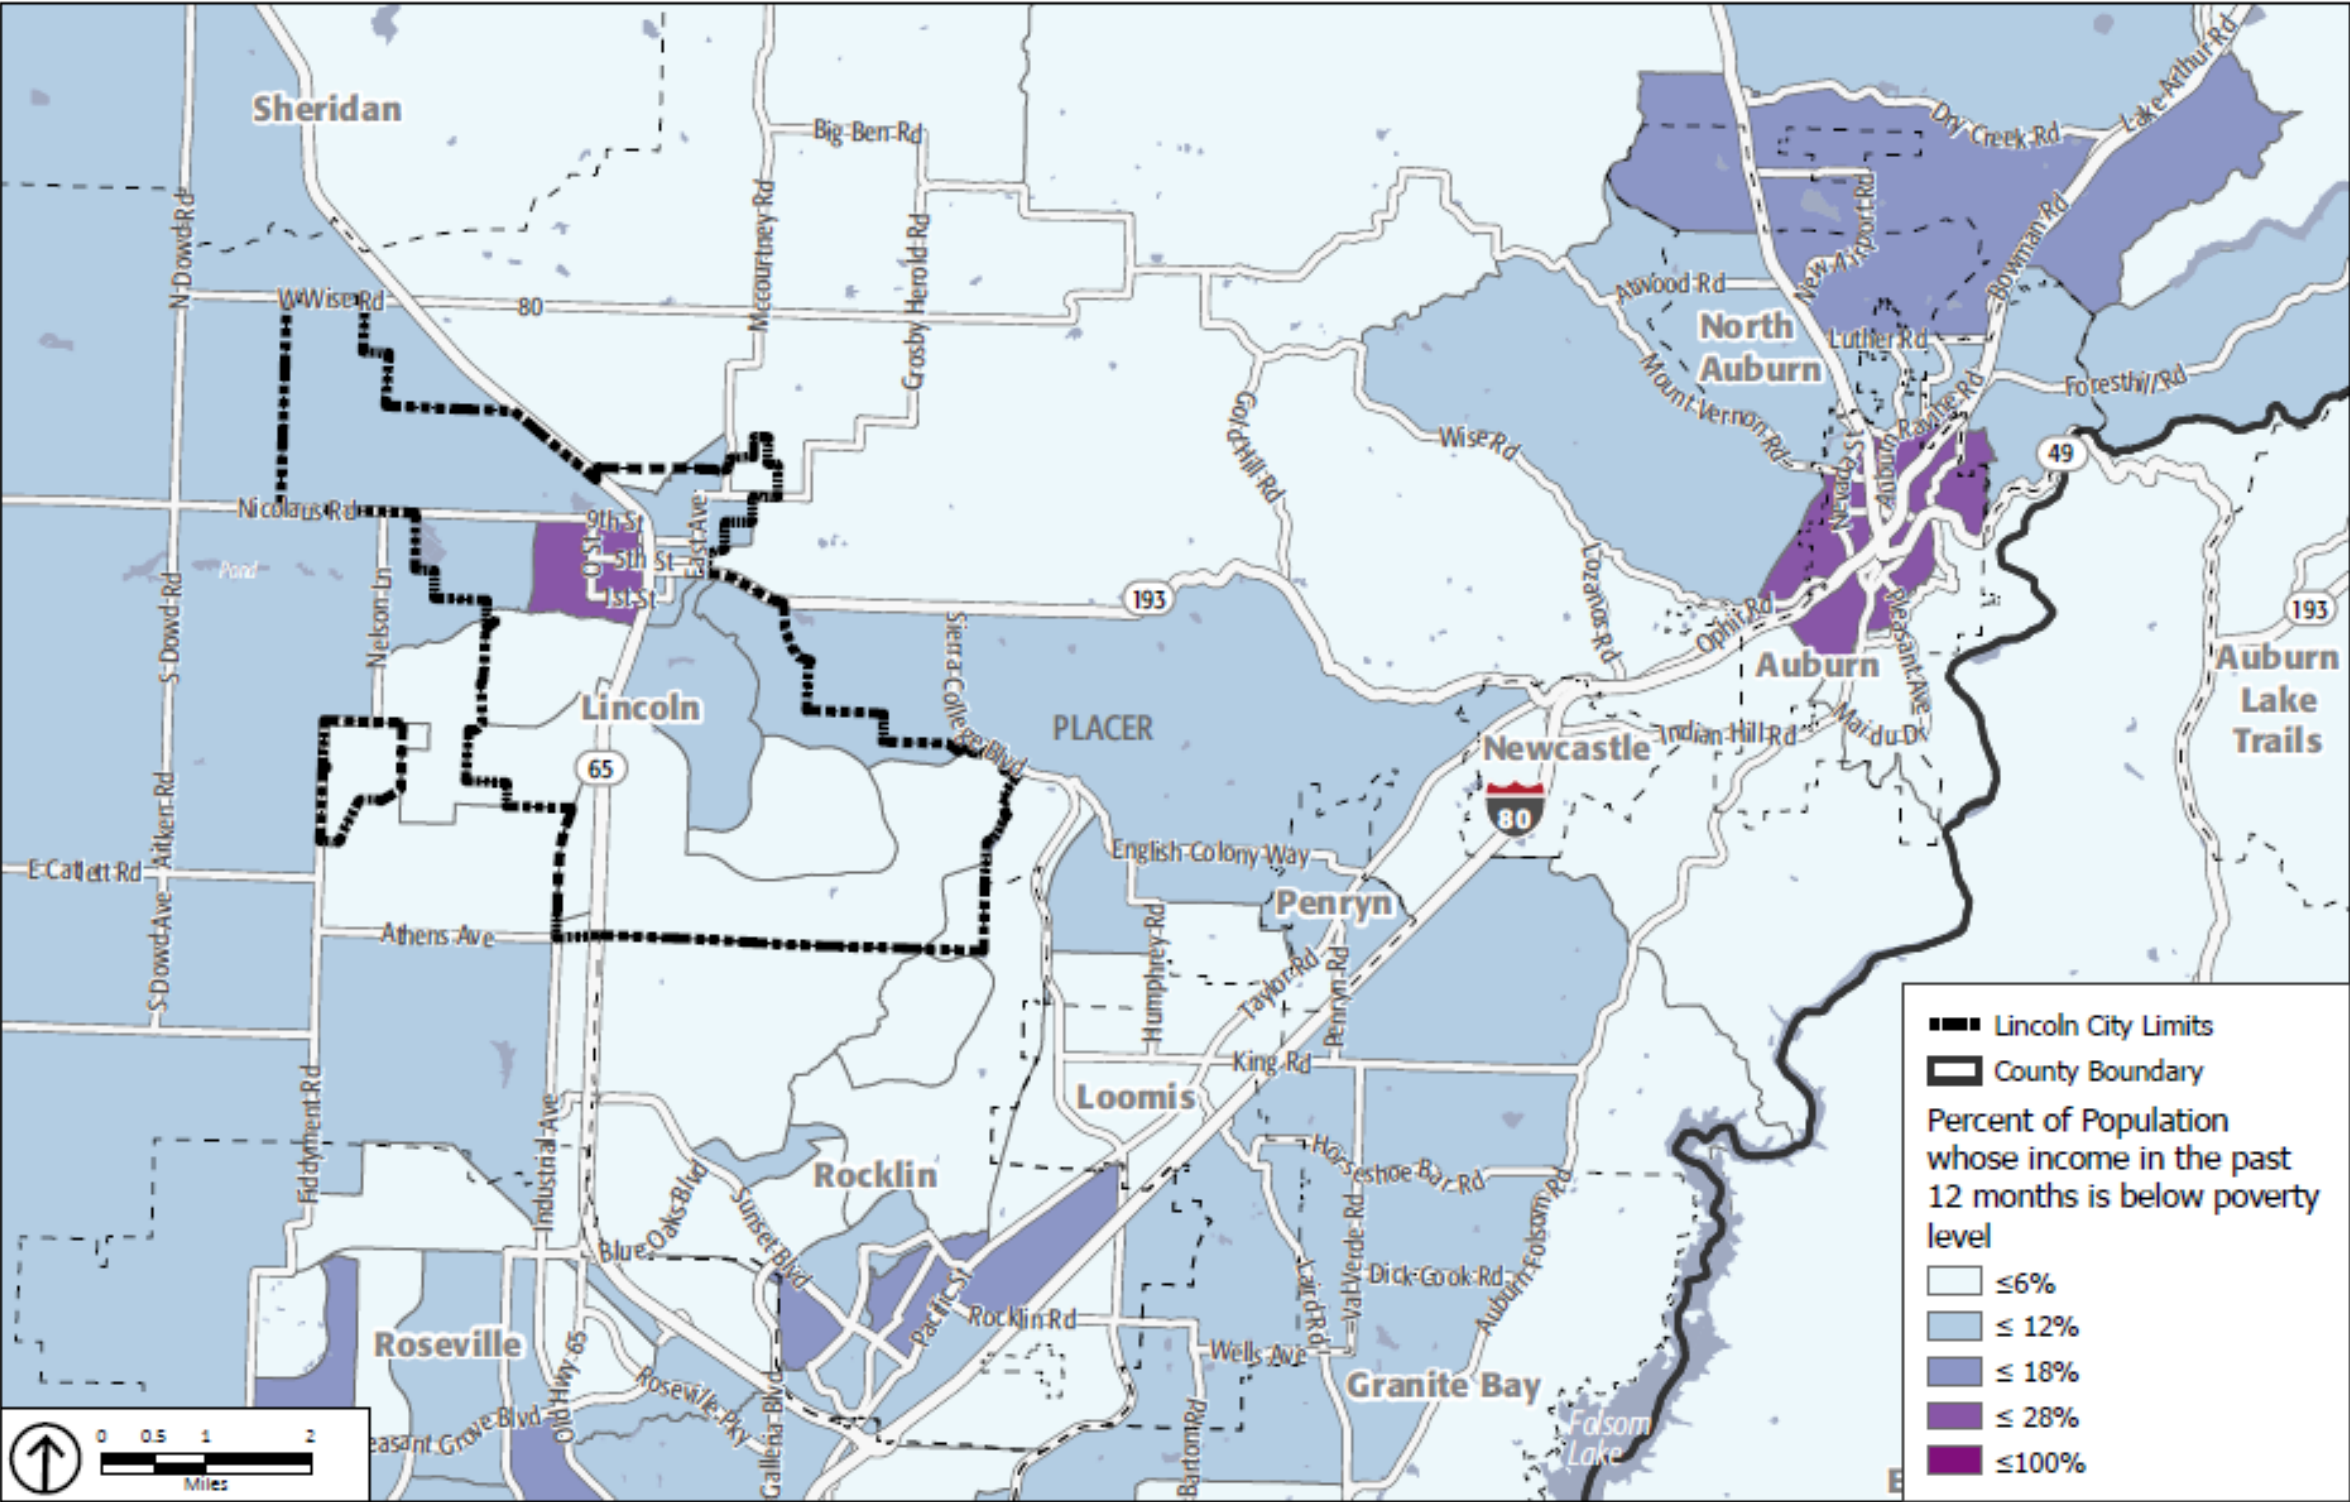 Sheridan
Big Ben Rd
N Dowd Rd
Mccourtney Rd
Crosby Herold Rd
W Wise Rd
80
Dry Creek Rd
Lake Arthur Rd
New Airport Rd
Bowman Rd
Atwood Rd
North
Auburn
Luther Rd
Mount Vernon Rd
Foresthill Rd
Auburn Ravine Rd
Nevada St
49
Gold Hill Rd
Wise Rd
Lozanos Rd
Nicolaus Rd
9th St
O St
5th St
1st St
East Ave
Pond
Nelson Ln
S Dowd Rd
193
Sierra College Blvd
Ophir Rd
Pleasant Ave
Auburn
193
Auburn
Lake
Trails
Lincoln
PLACER
65
Newcastle
Indian Hill Rd
Maidu Dr
80
Aitken Rd
E Catlett Rd
S Dowd Ave
Athens Ave
English Colony Way
Penryn
Humphrey Rd
Taylor Rd
Penryn Rd
King Rd
Loomis
Fiddyment Rd
Industrial Ave
Rocklin
Horseshoe Bar Rd
Blue Oaks Blvd
Sunset Blvd
Val Verde Rd
Laird Rd
Dick Cook Rd
Auburn Folsom Rd
Pacific St
Rocklin Rd
Wells Ave
Roseville
Old Hwy 65
Roseville Pky
Galleria Blvd
Barton Rd
Granite Bay
Folsom
Lake
easant Grove Blvd
0 0.5 1 2
Miles
Lincoln City Limits
County Boundary
Percent of Population
whose income in the past
12 months is below poverty
level
≤6%
≤ 12%
≤ 18%
≤ 28%
≤100%
E